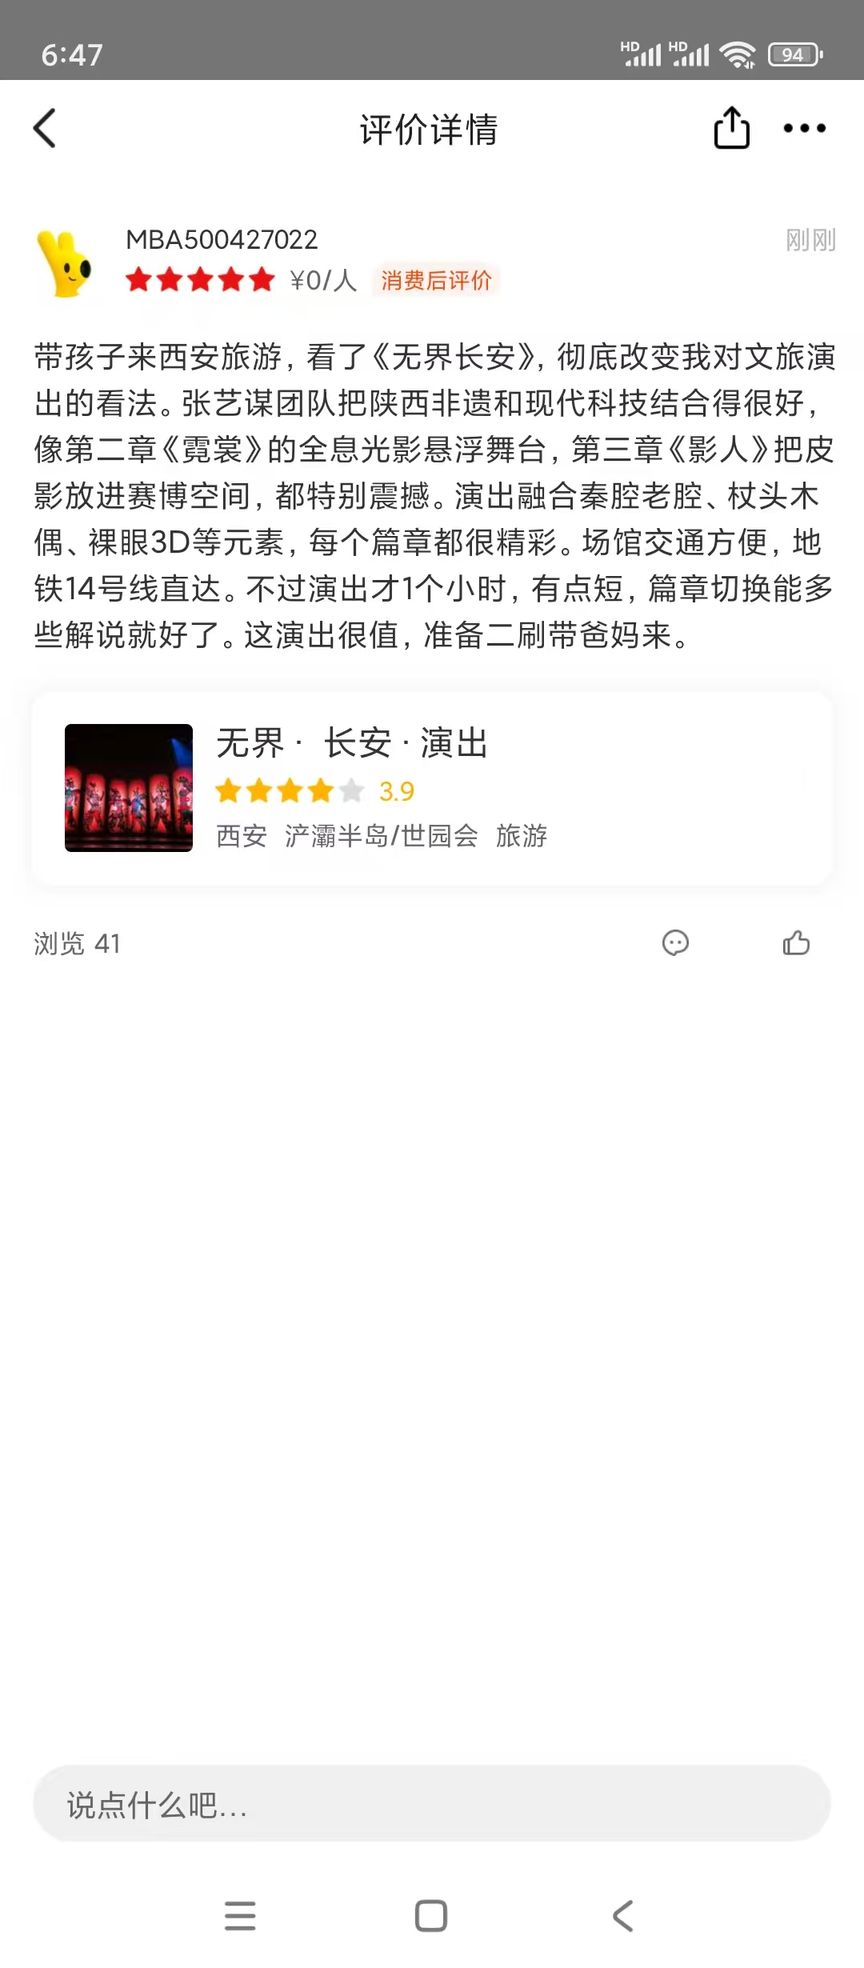 6:47
HD HD 94
评价详情
MBA500427022
刚刚
¥0/人 消费后评价
带孩子来西安旅游，看了《无界长安》，彻底改变我对文旅演
出的看法。张艺谋团队把陕西非遗和现代科技结合得很好，
像第二章《霓裳》的全息光影悬浮舞台，第三章《影人》把皮
影放进赛博空间，都特别震撼。演出融合秦腔老腔、杖头木
偶、裸眼3D等元素，每个篇章都很精彩。场馆交通方便，地
铁14号线直达。不过演出才1个小时，有点短，篇章切换能多
些解说就好了。这演出很值，准备二刷带爸妈来。
无界 · 长安 · 演出
3.9
西安 浐灞半岛/世园会 旅游
浏览 41
说点什么吧...